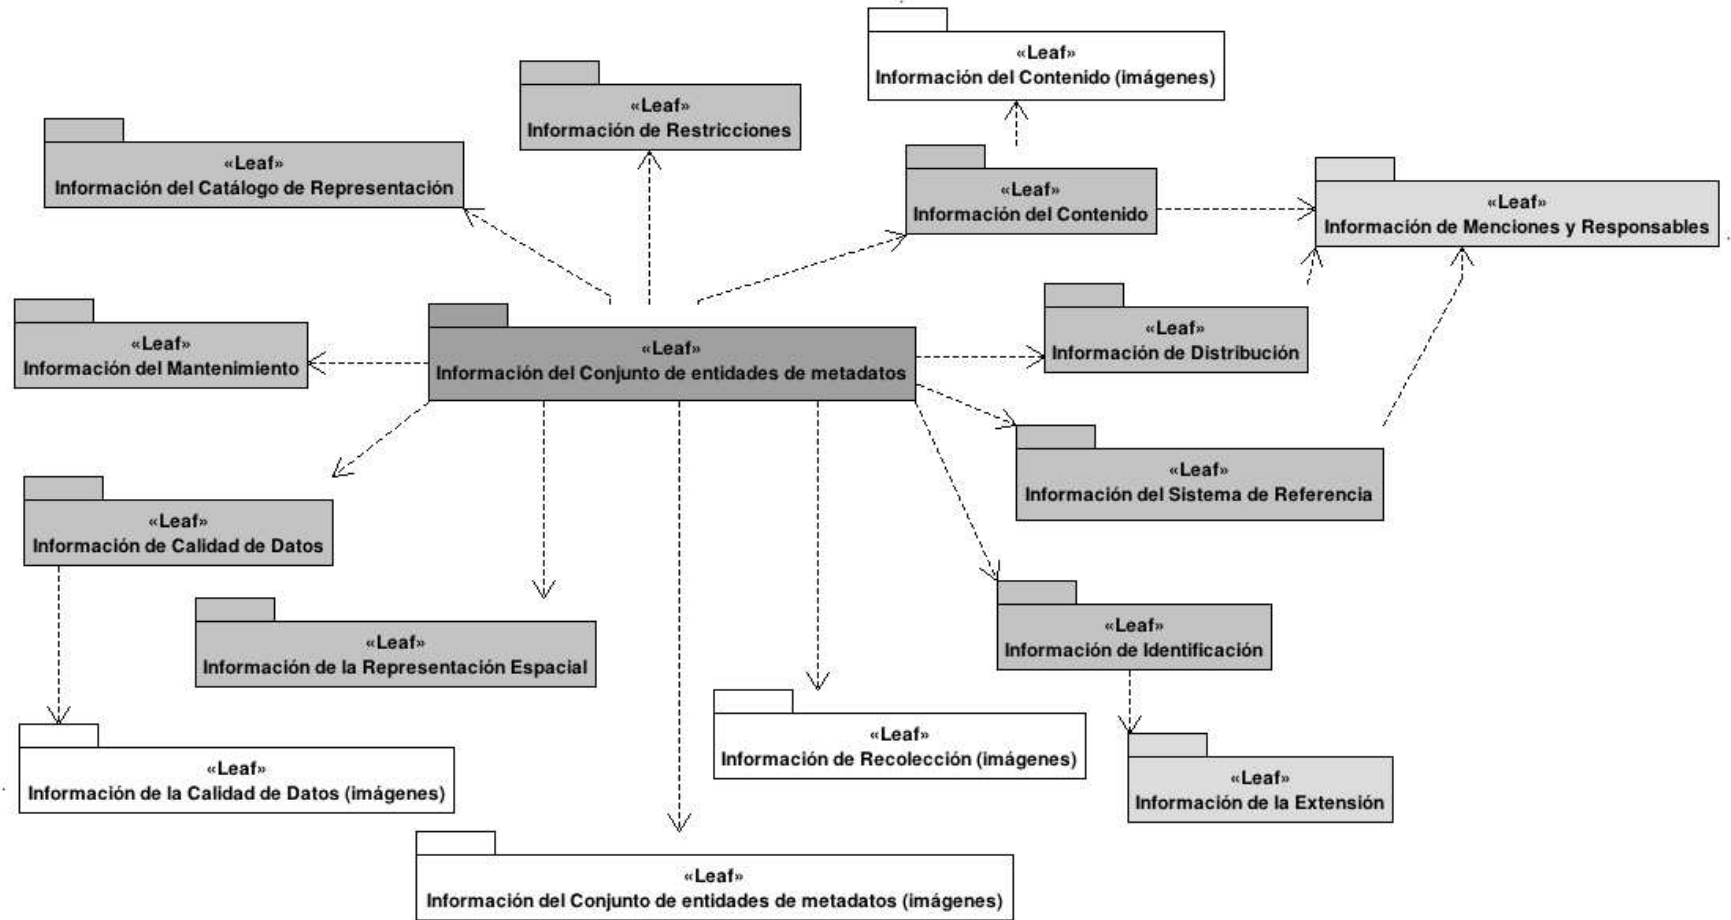 «Leaf»
Información del Contenido (imágenes)
«Leaf»
Información de Restricciones
«Leaf»
Información del Catálogo de Representación
«Leaf»
Información del Contenido
«Leaf»
Información de Menciones y Responsables
«Leaf»
Información del Mantenimiento
«Leaf»
Información del Conjunto de entidades de metadatos
«Leaf»
Información de Distribución
«Leaf»
Información del Sistema de Referencia
«Leaf»
Información de Calidad de Datos
«Leaf»
Información de la Representación Espacial
«Leaf»
Información de Identificación
«Leaf»
Información de la Calidad de Datos (imágenes)
«Leaf»
Información de Recolección (imágenes)
«Leaf»
Información de la Extensión
«Leaf»
Información del Conjunto de entidades de metadatos (imágenes)